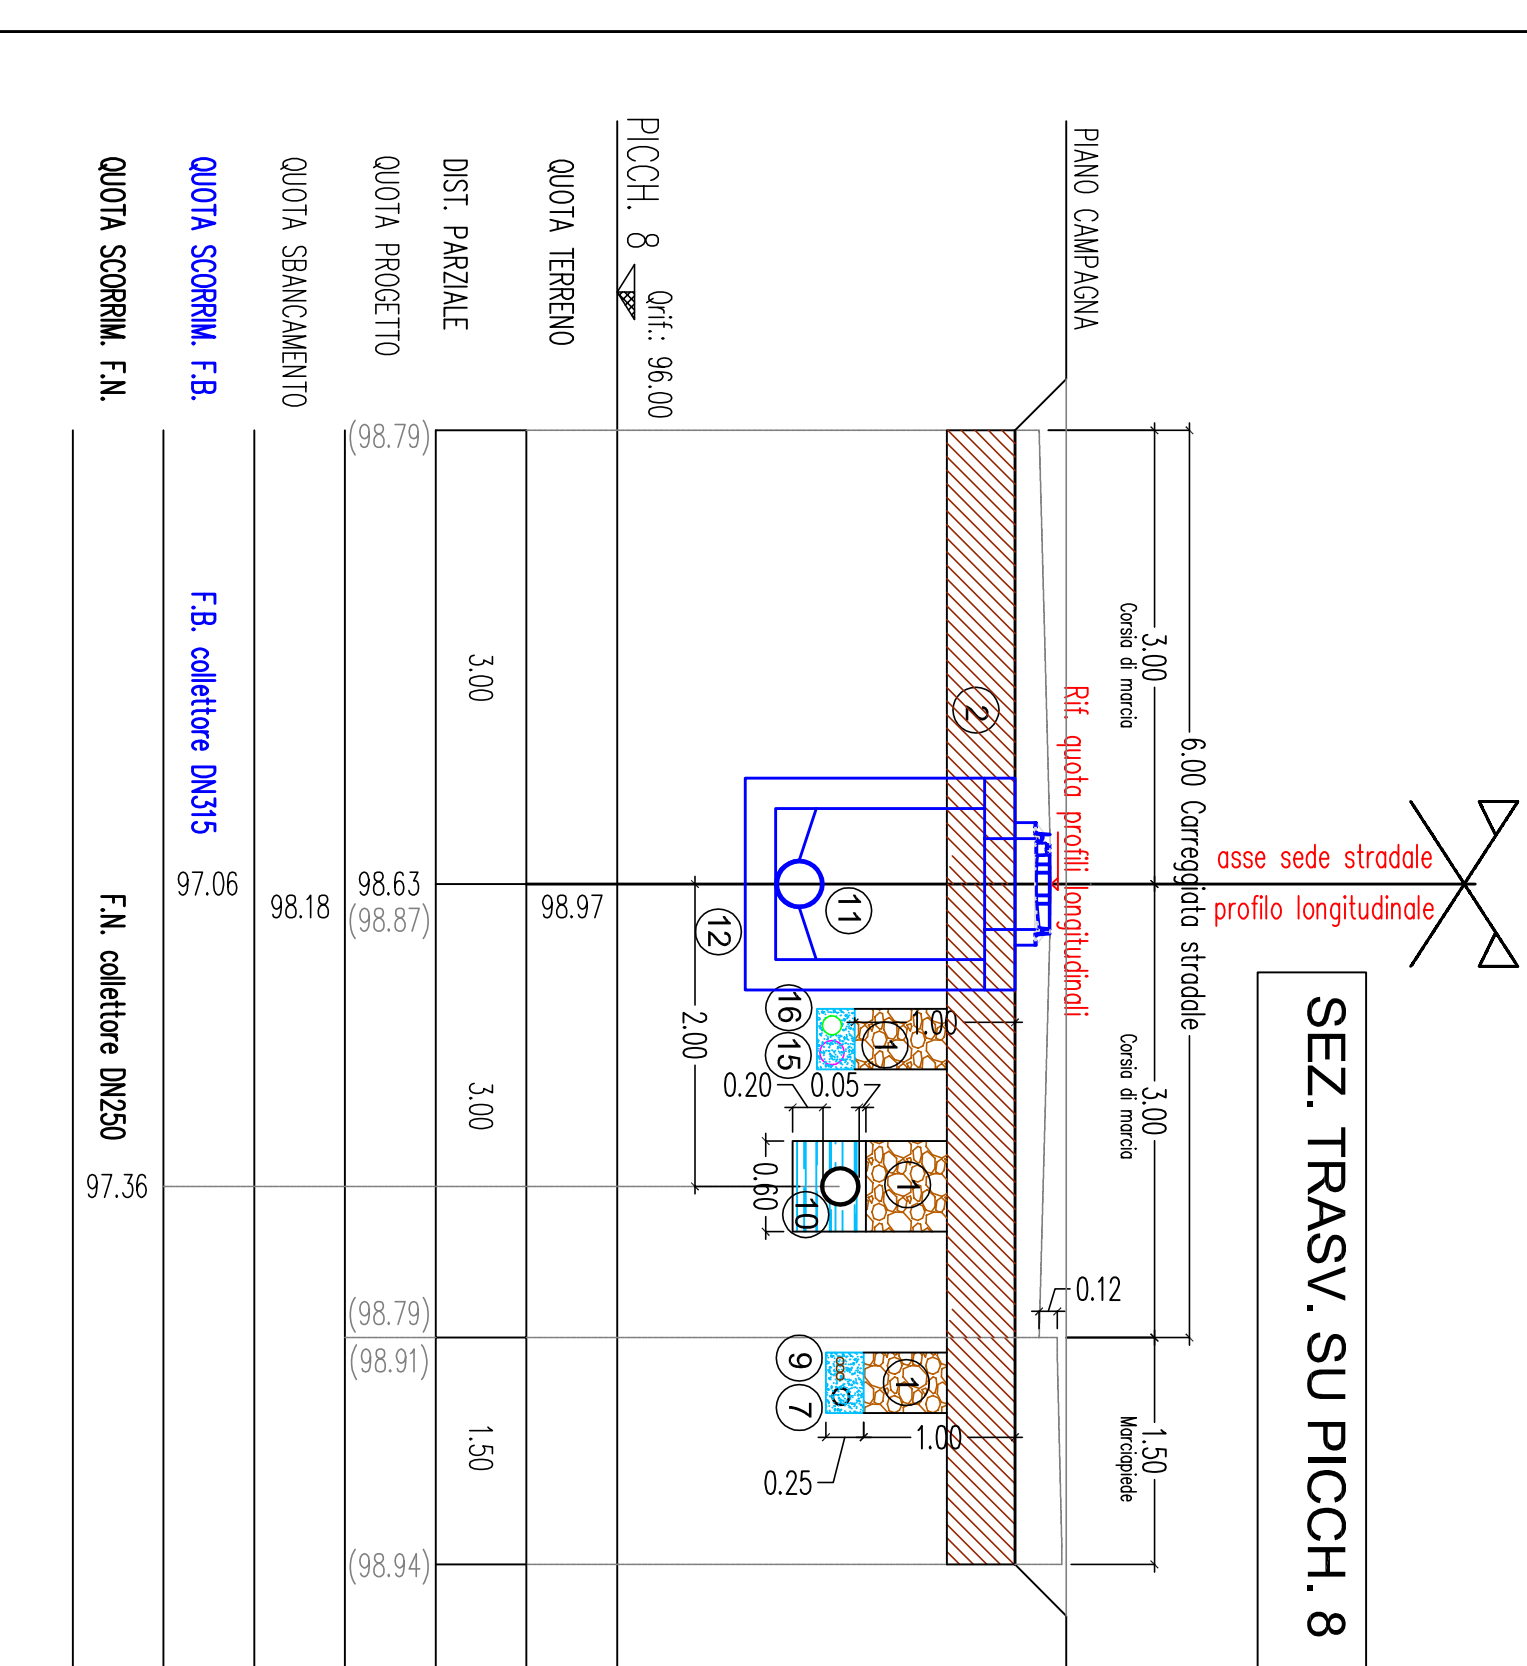 SEZ. TRASV. SU PICCH. 8
asse sede stradale
profilo longitudinale
6.00 Carreggiata stradale
3.00
Corsia di marcia
3.00
Corsia di marcia
1.50
Marciapiede
PIANO CAMPAGNA
Rif. quota profili longitudinali
0.12
2
1.00
1
1
1
1.00
11
12
16
15
0.20
0.05
10
0.60
2.00
9
7
0.25
PICCH. 8
Qrif.: 96.00
QUOTA TERRENO
98.97
DIST. PARZIALE
3.00
3.00
1.50
QUOTA PROGETTO
(98.79)
98.63
(98.87)
(98.79)
(98.91)
(98.94)
QUOTA SBANCAMENTO
98.18
QUOTA SCORRIM. F.B.
F.B. collettore DN315
97.06
QUOTA SCORRIM. F.N.
F.N. collettore DN250
97.36